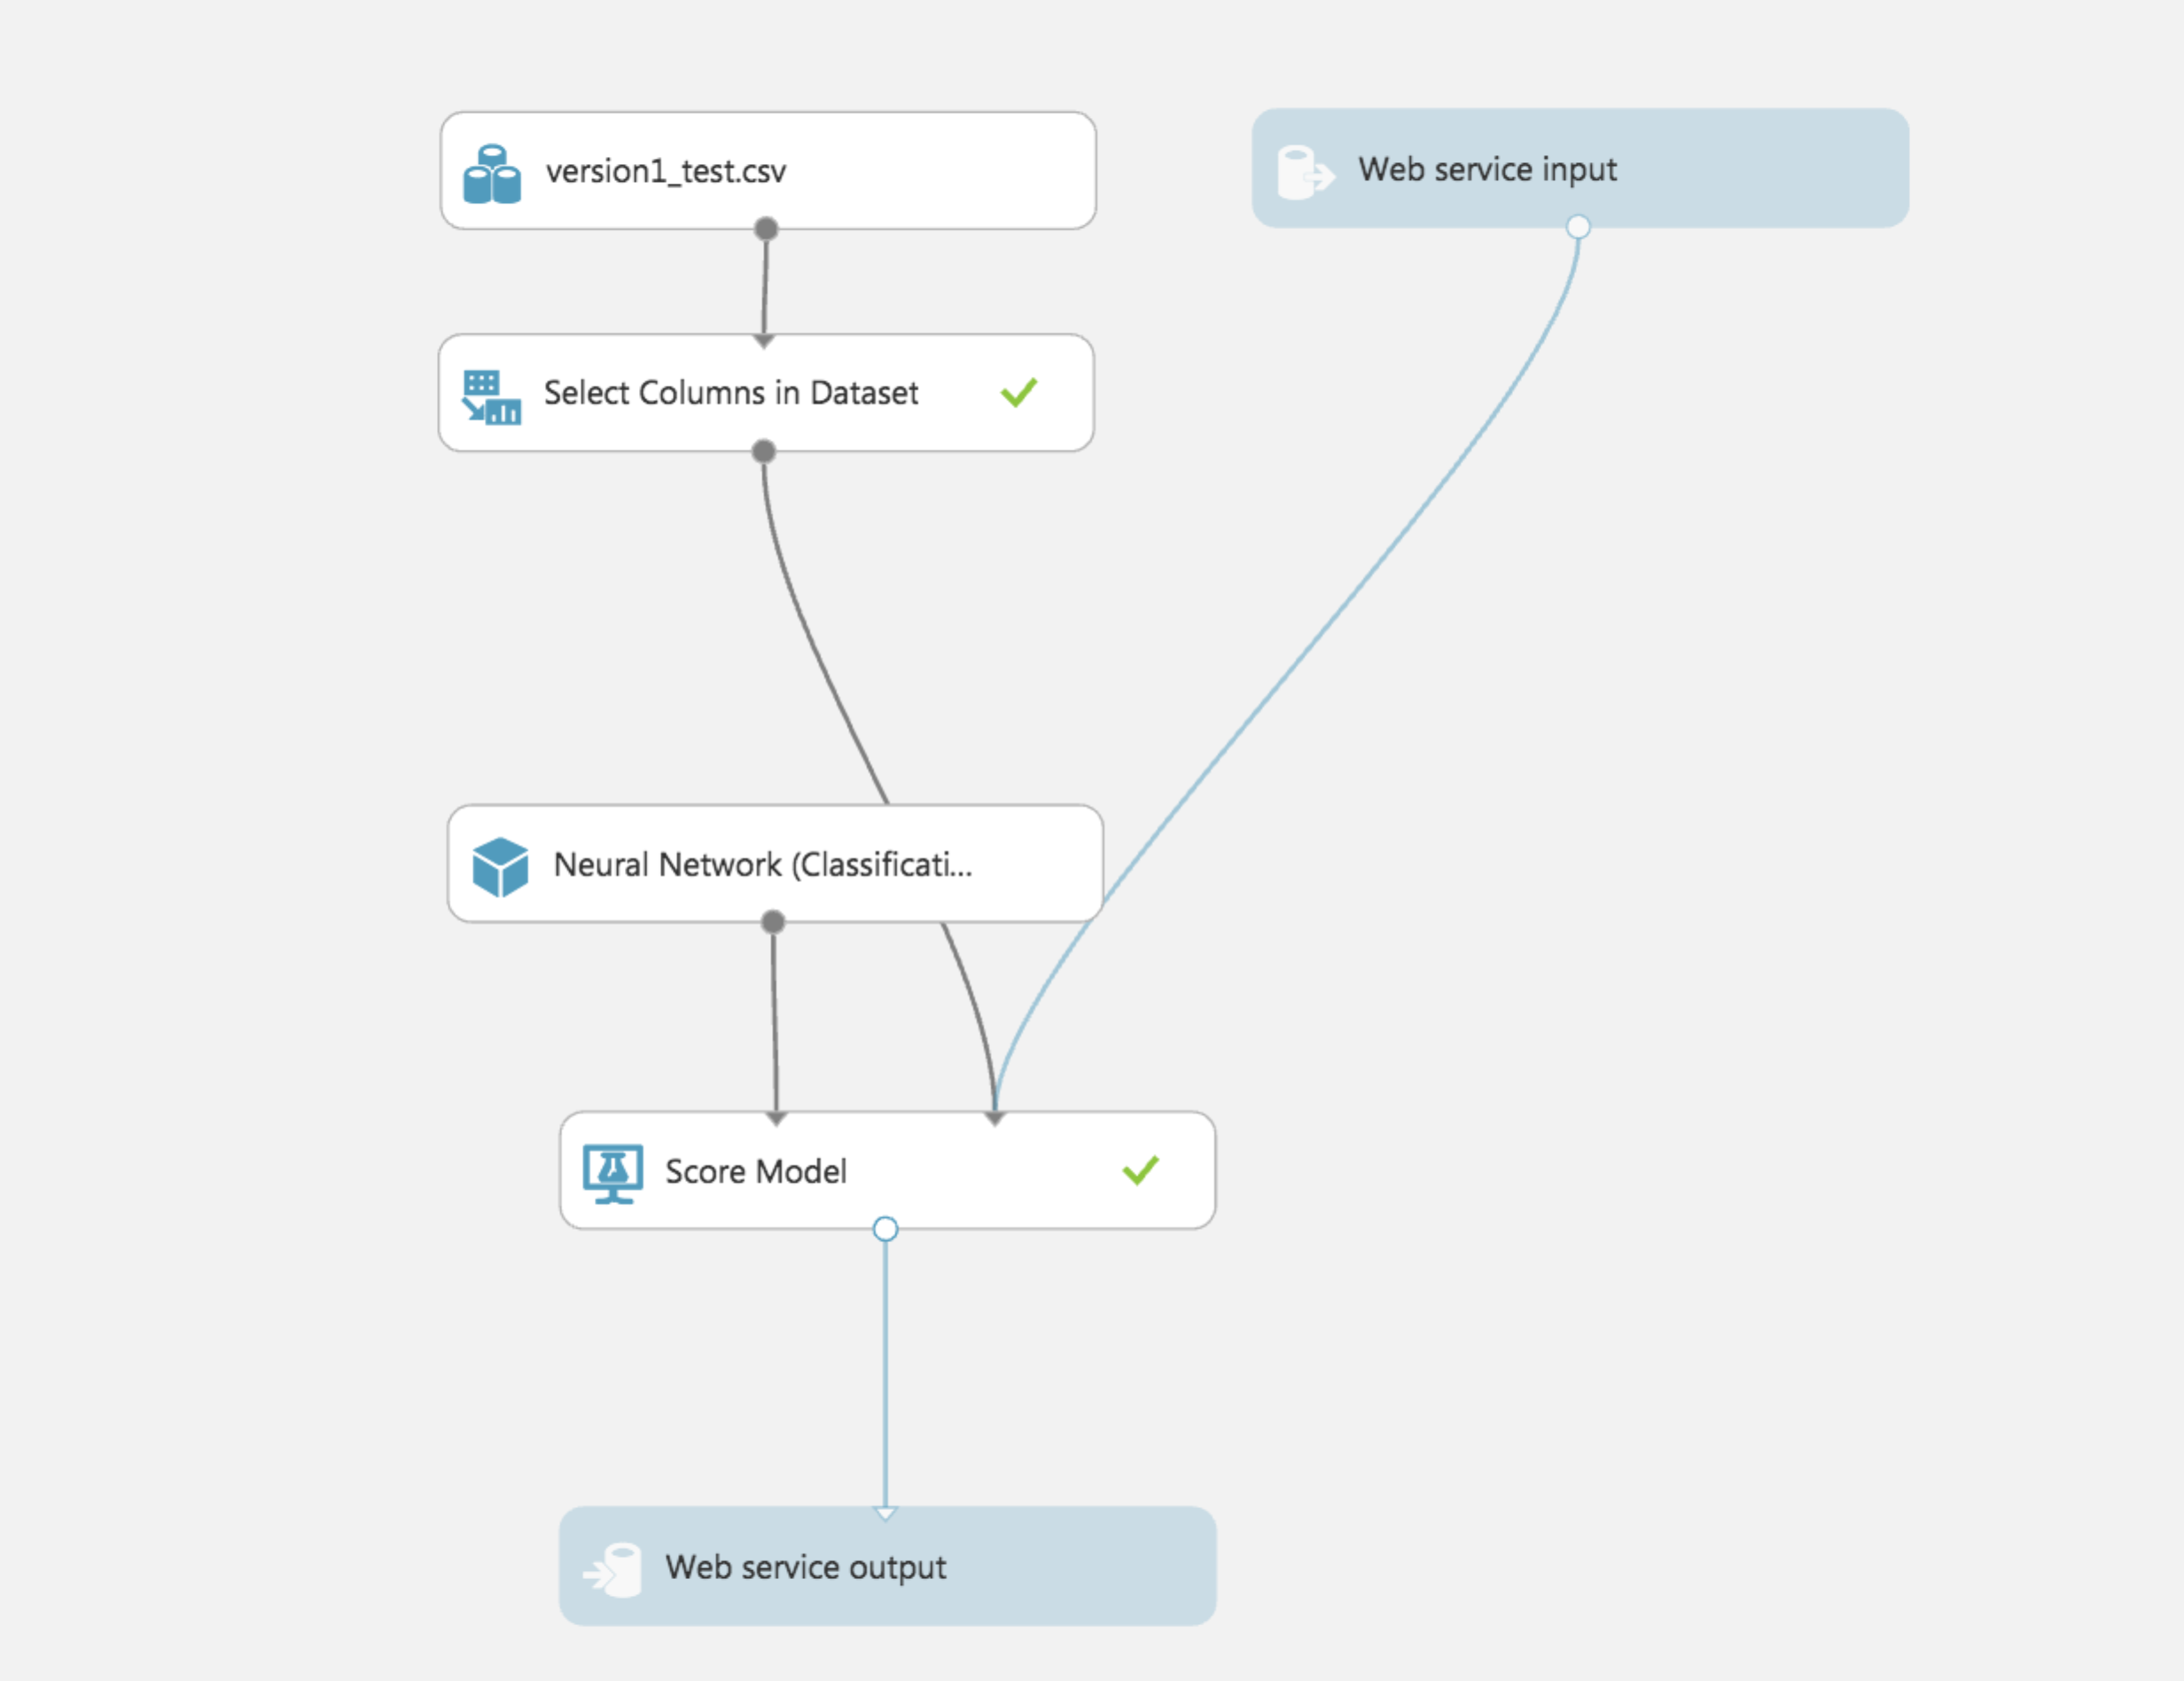 version1_test.csv
Web service input
Select Columns in Dataset
Neural Network (Classificati...
Score Model
Web service output